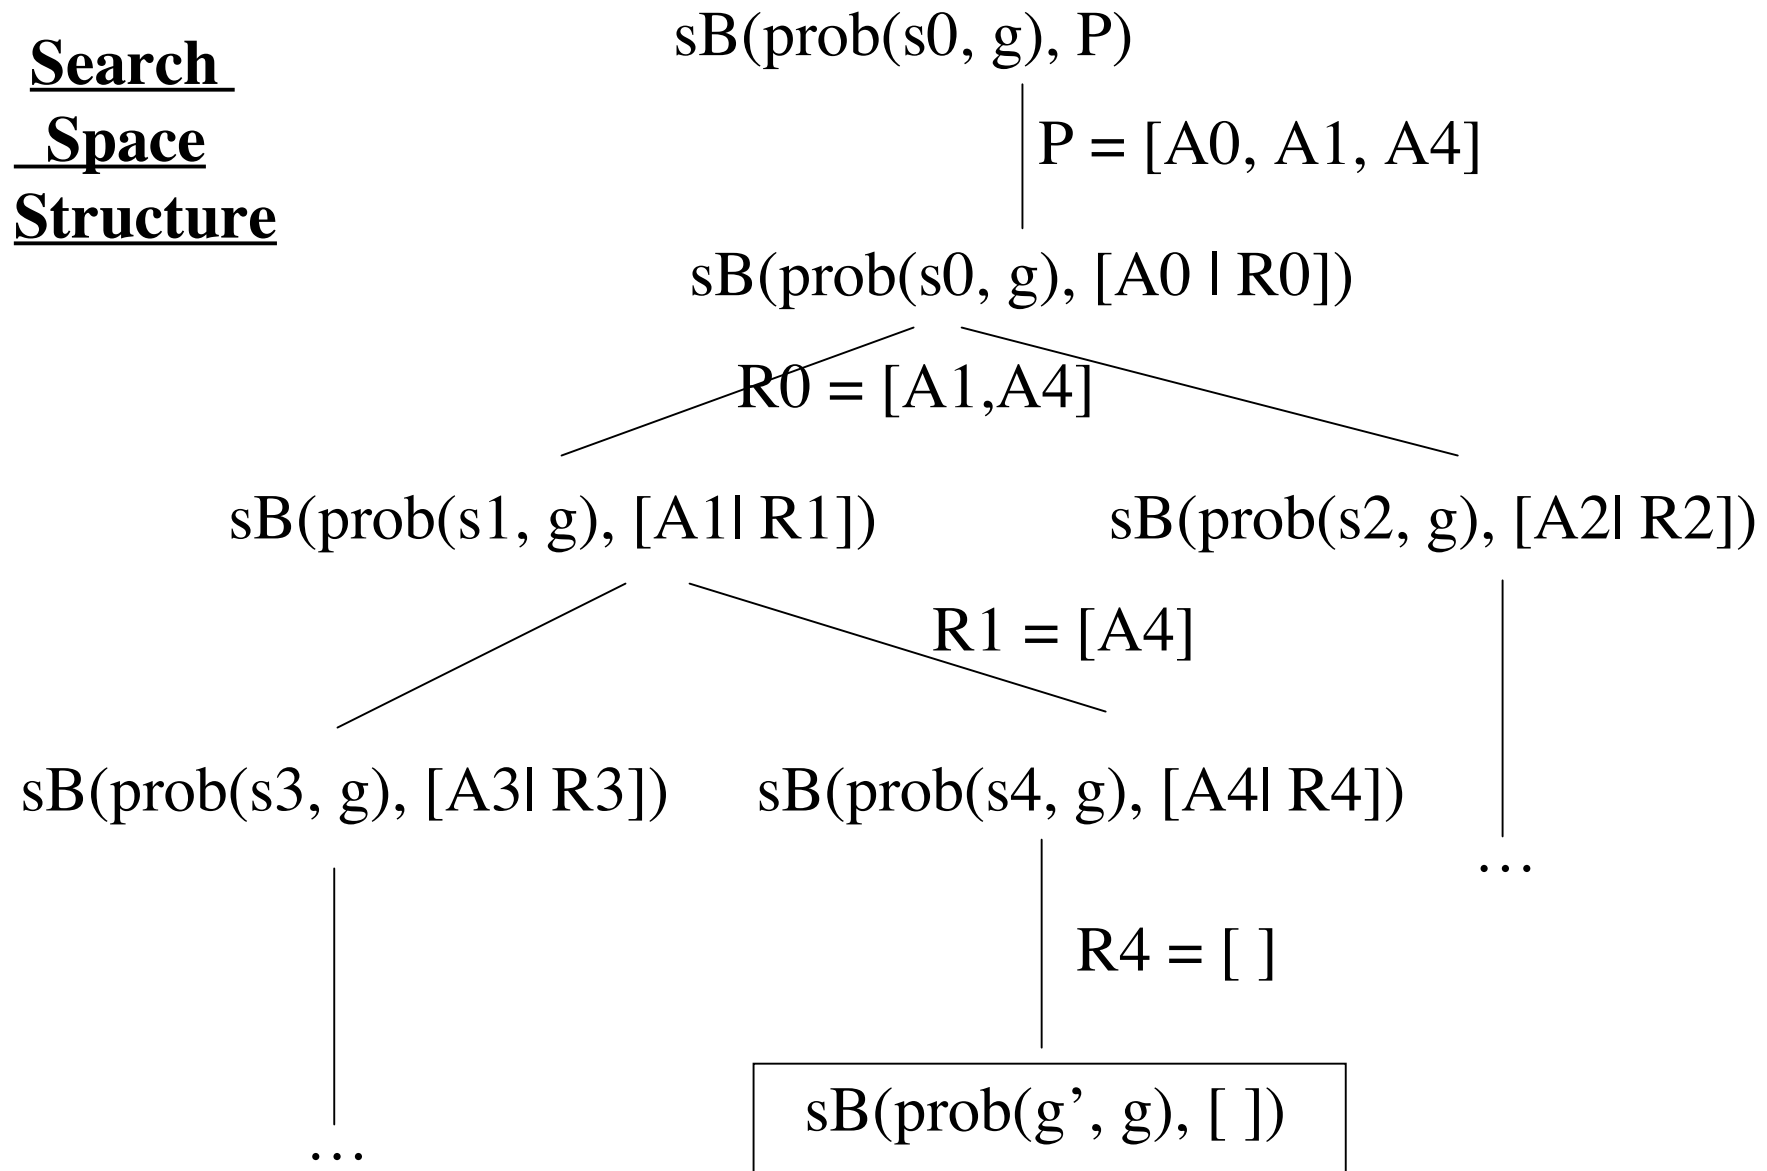 Search
Space
Structure
sB(prob(s0, g), P)
P = [A0, A1, A4]
sB(prob(s0, g), [A0 | R0])
R0 = [A1,A4]
sB(prob(s1, g), [A1| R1])
sB(prob(s2, g), [A2| R2])
R1 = [A4]
sB(prob(s3, g), [A3| R3])
sB(prob(s4, g), [A4| R4])
…
R4 = [ ]
sB(prob(g’, g), [ ])
…